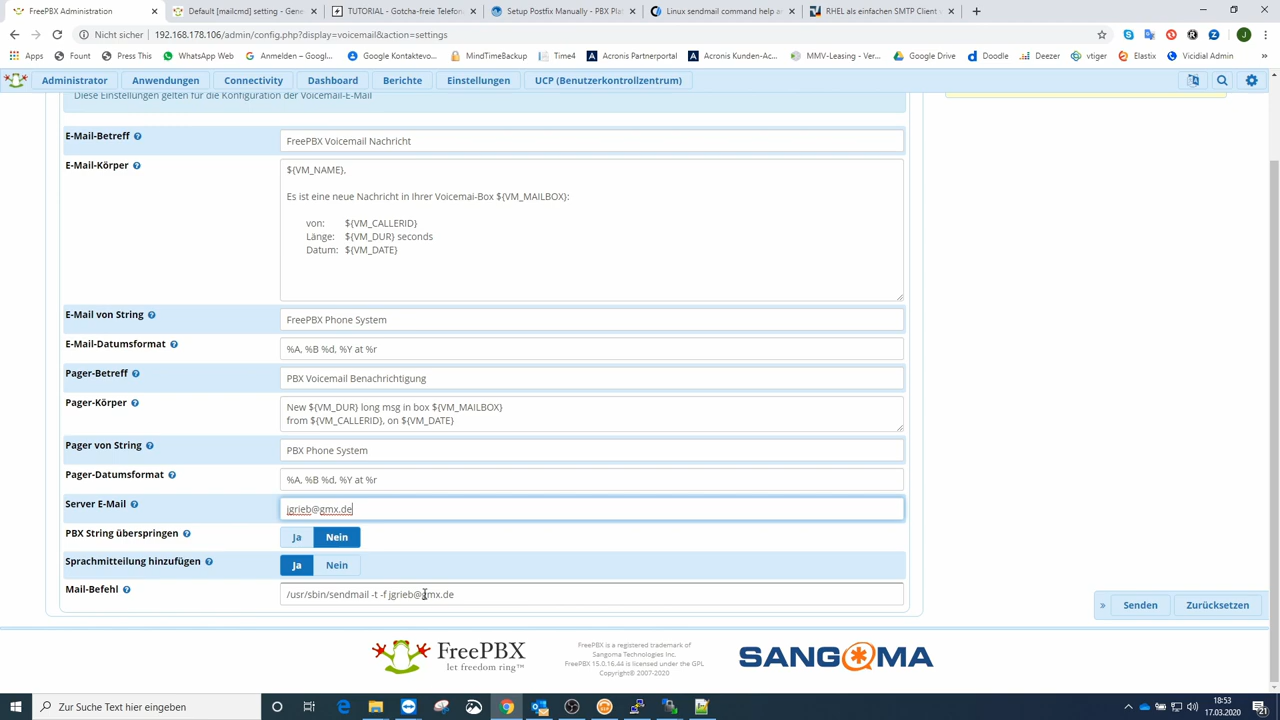 FreePBX Administration
Default [mailcmd] setting - Gene
TUTORIAL - Gotcha-freie Telefon
Setup Postfix Manually - PBX Pla
Linux sendmail command help an
RHEL als einfachen SMTP Client v
Nicht sicher
192.168.178.106/admin/config.php?display=voicemail&action=settings
Apps
Fount
Press This
WhatsApp Web
Anmelden – Googl...
Google Kontaktevo...
MindTimeBackup
Time4
Acronis Partnerportal
Acronis Kunden-Ac...
MMV-Leasing - Ver...
Google Drive
Doodle
Deezer
vtiger
Elastix
Vicidial Admin
Administrator
Anwendungen
Connectivity
Dashboard
Berichte
Einstellungen
UCP (Benutzerkontrollzentrum)
Diese Einstellungen gelten für die Konfiguration der Voicemail-E-Mail
E-Mail-Betreff
FreePBX Voicemail Nachricht
E-Mail-Körper
${VM_NAME},
Es ist eine neue Nachricht in Ihrer Voicemai-Box ${VM_MAILBOX}:
von: ${VM_CALLERID}
Länge: ${VM_DUR} seconds
Datum: ${VM_DATE}
E-Mail von String
FreePBX Phone System
E-Mail-Datumsformat
%A, %B %d, %Y at %r
Pager-Betreff
PBX Voicemail Benachrichtigung
Pager-Körper
New ${VM_DUR} long msg in box ${VM_MAILBOX}
from ${VM_CALLERID}, on ${VM_DATE}
Pager von String
PBX Phone System
Pager-Datumsformat
%A, %B %d, %Y at %r
Server E-Mail
jgrieb@gmx.de
PBX String überspringen
Ja
Nein
Sprachmitteilung hinzufügen
Ja
Nein
Mail-Befehl
/usr/sbin/sendmail -t -f jgrieb@gmx.de
»
Senden
Zurücksetzen
FreePBX
let freedom ring™
FreePBX is a registered trademark of
Sangoma Technologies Inc.
FreePBX 15.0.16.44 is licensed under the GPL
Copyright© 2007-2020
SANGOMA
Zur Suche Text hier eingeben
18:53
17.03.2020